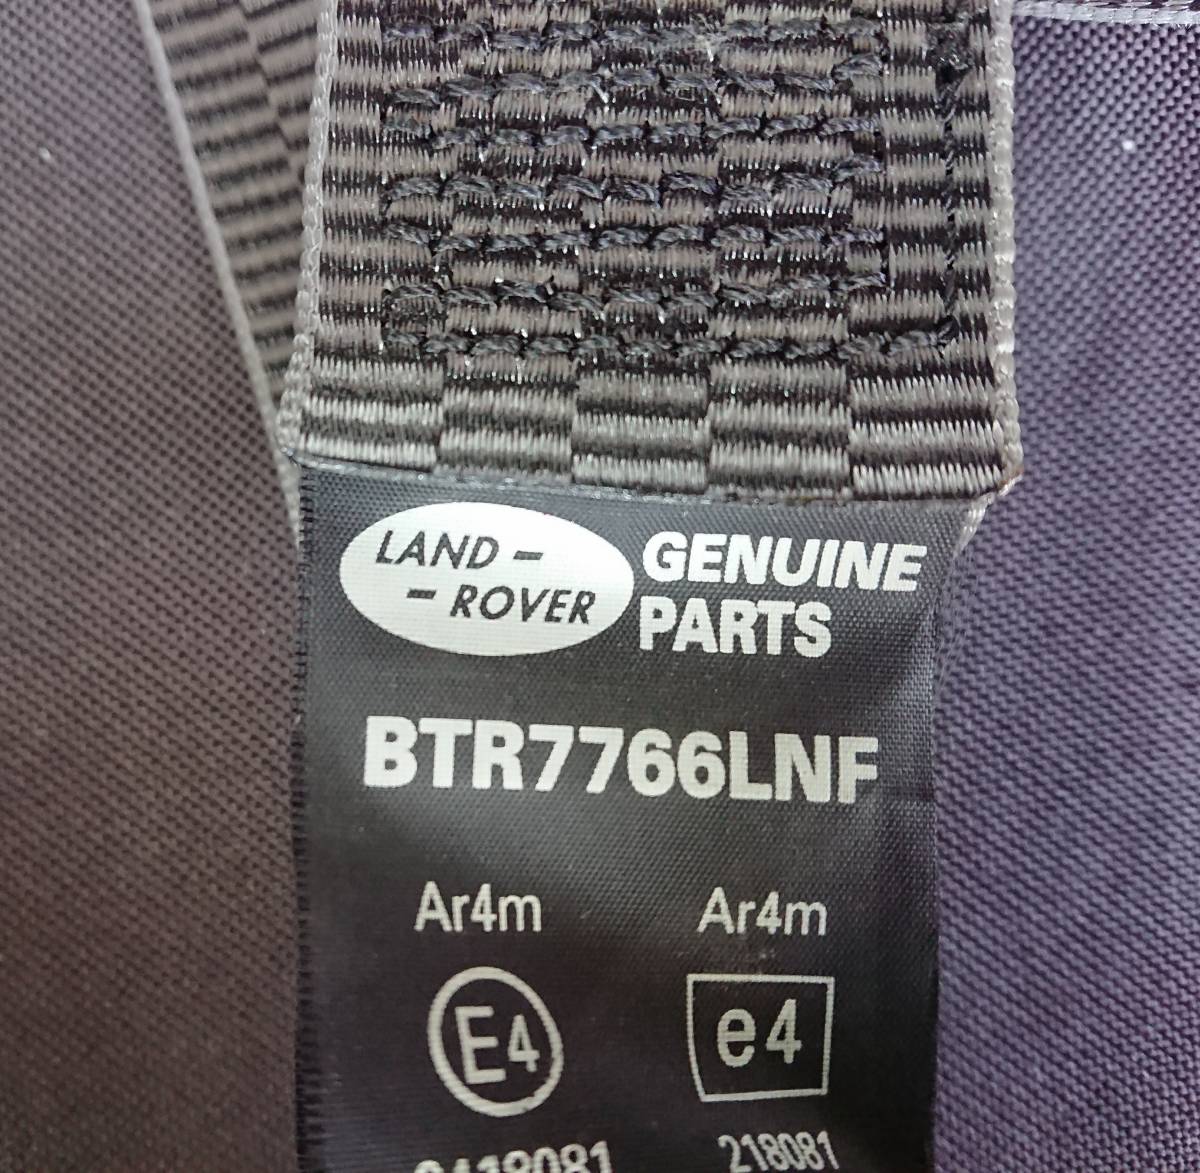 LAND -
- ROVER
GENUINE
PARTS
BTR7766LNF
Ar4m Ar4m
E4 e4
218081